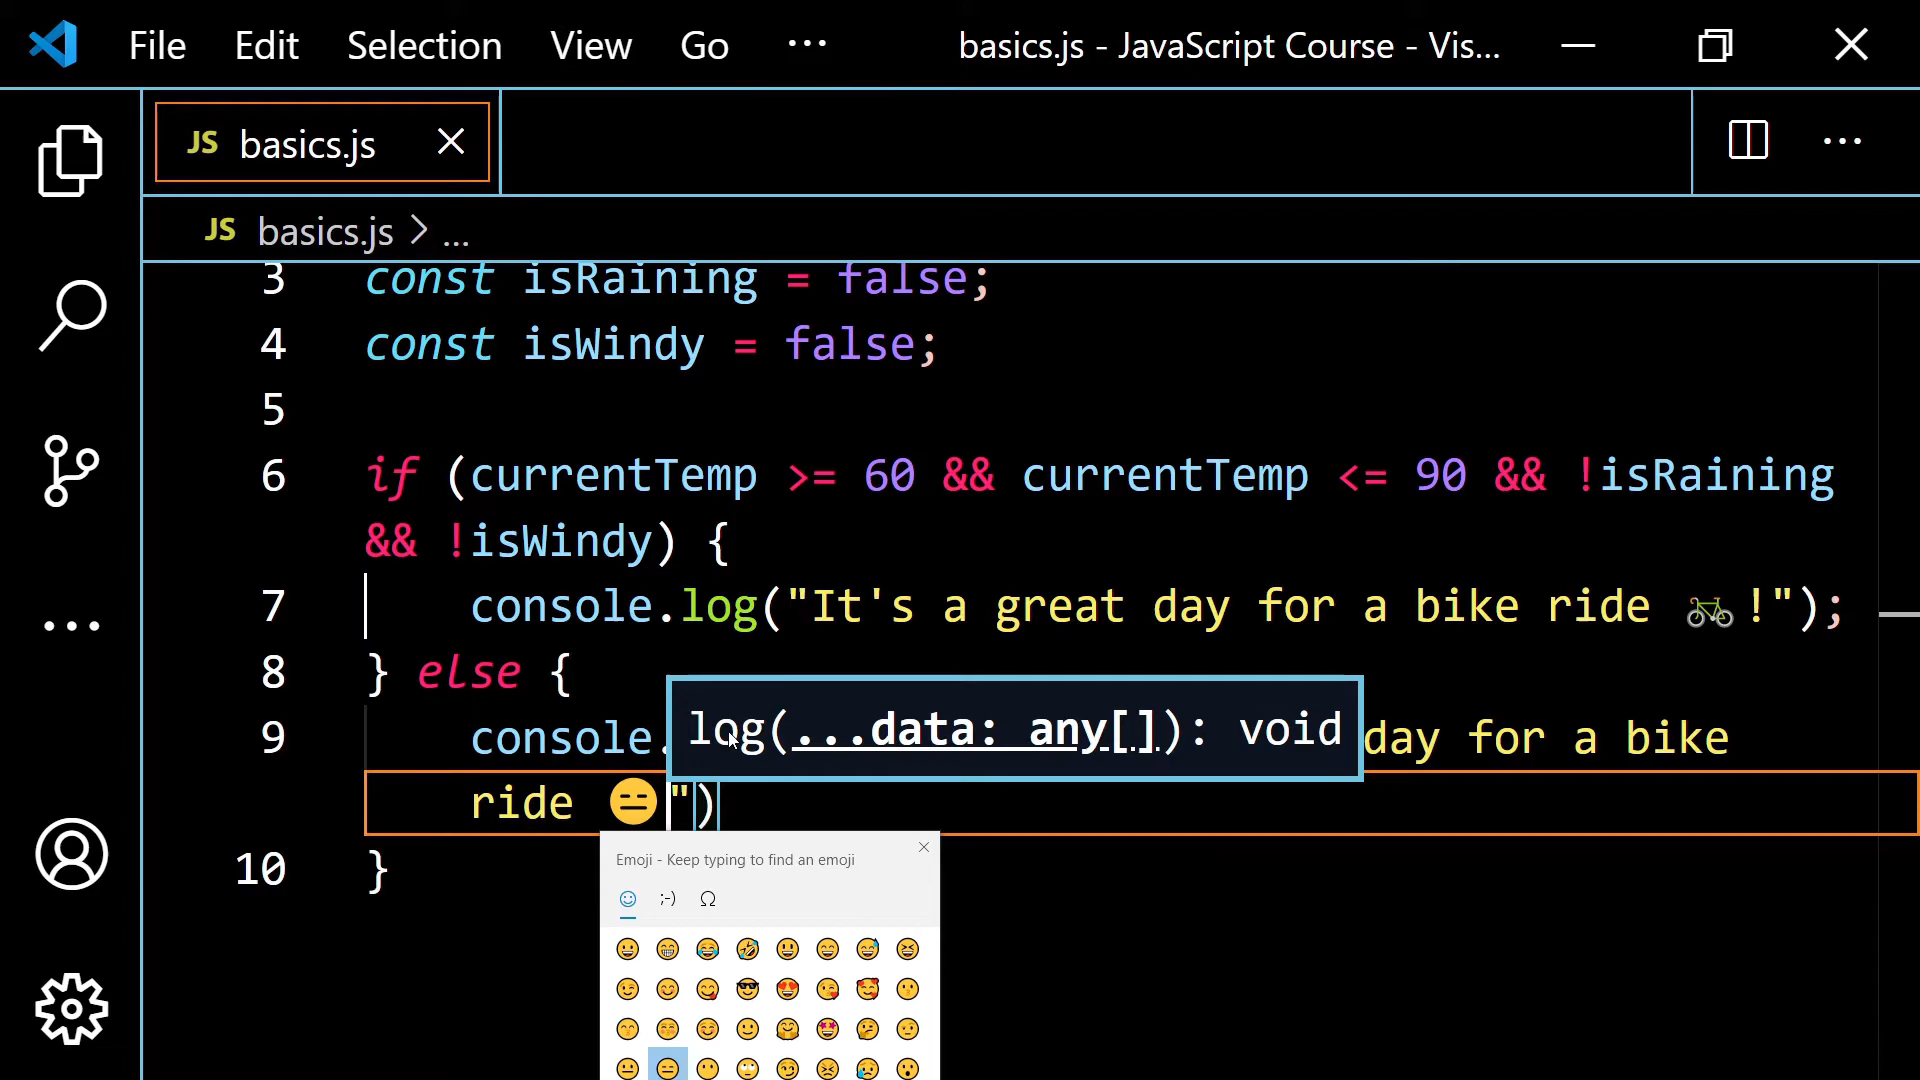 File Edit Selection View Go ... basics.js - JavaScript Course - Vis...
JS basics.js
JS basics.js > ...
3 const isRaining = false;
4 const isWindy = false;
5
6 if (currentTemp >= 60 && currentTemp <= 90 && !isRaining
&& !isWindy) {
7 console.log("It's a great day for a bike ride 🚲!");
8 } else {
log(...data: any[]): void
9 console. day for a bike
ride 😑")
10 }
Emoji - Keep typing to find an emoji
;-) Ω